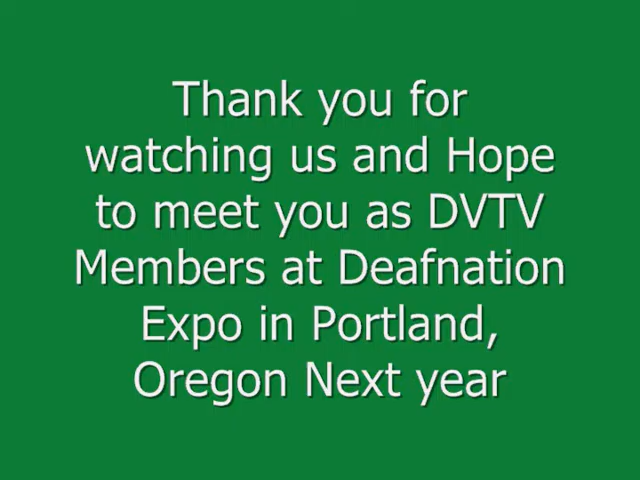 Thank you for
watching us and Hope
to meet you as DVTV
Members at Deafnation
Expo in Portland,
Oregon Next year